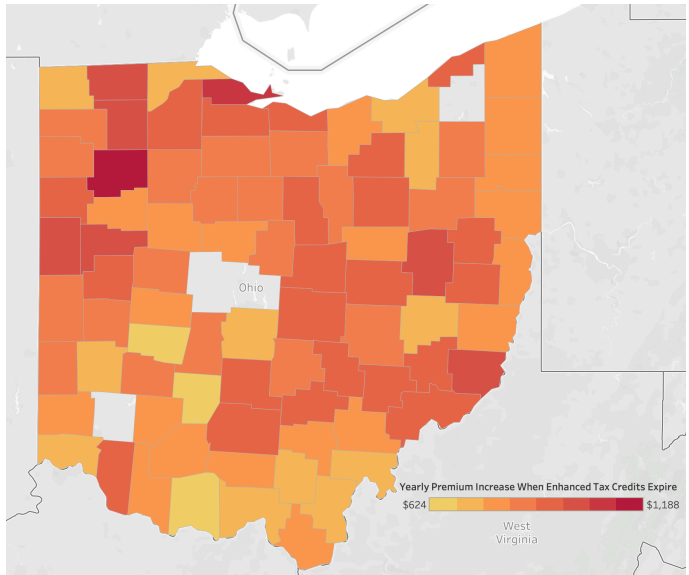 Ohio
Yearly Premium Increase When Enhanced Tax Credits Expire
$624 $1,188
West
Virginia